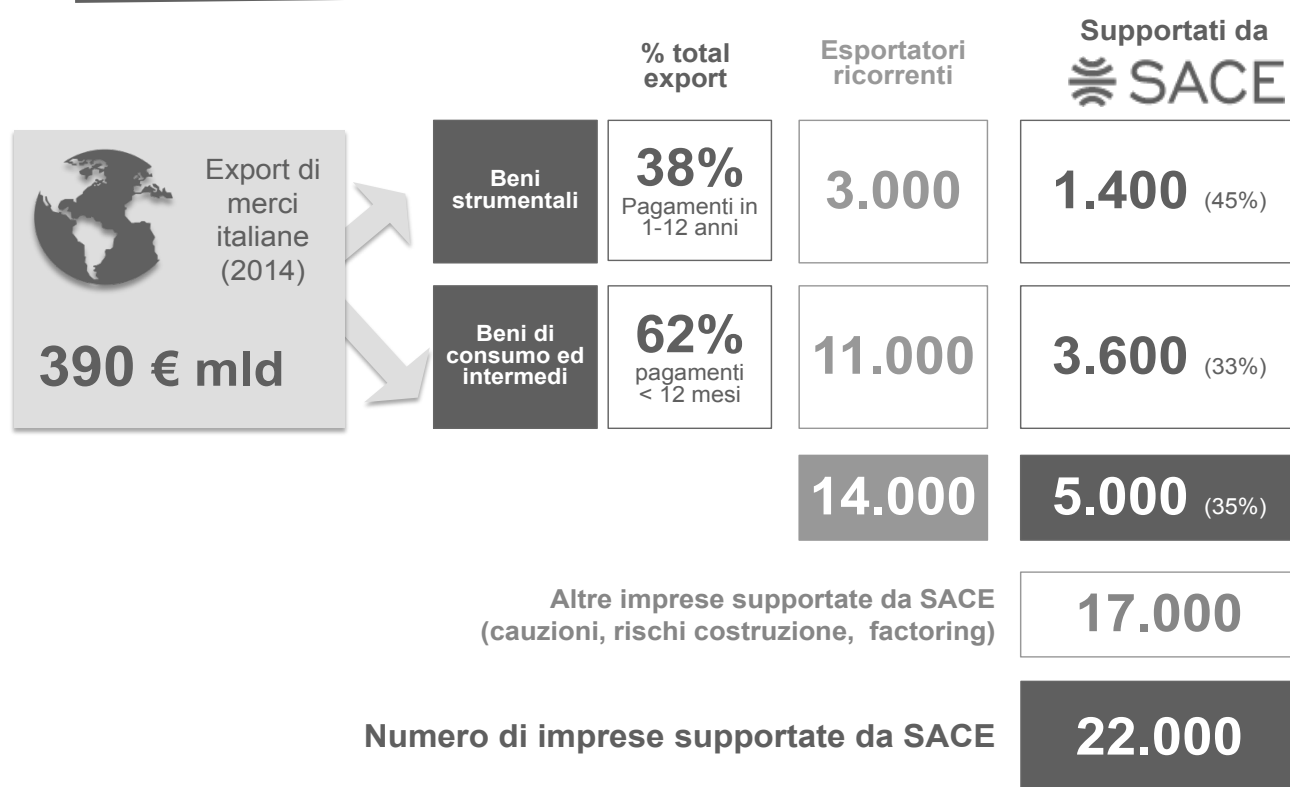 % total
export
Esportatori
ricorrenti
Supportati da
SACE
Export di
merci
italiane
(2014)
390 € mld
Beni
strumentali
38%
Pagamenti in
1-12 anni
3.000
1.400 (45%)
Beni di
consumo ed
intermedi
62%
pagamenti
< 12 mesi
11.000
3.600 (33%)
14.000
5.000 (35%)
Altre imprese supportate da SACE
(cauzioni, rischi costruzione, factoring)
17.000
Numero di imprese supportate da SACE
22.000